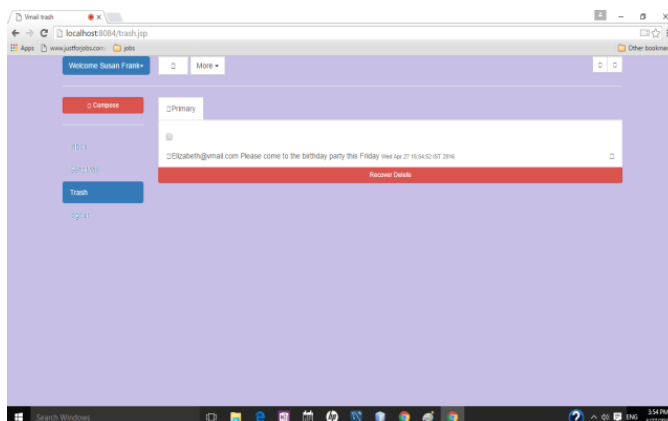 Vmail trash
localhost:8084/trash.jsp
Apps www.justforjobs.com jobs Other bookmar
Welcome Susan Frank More
Compose
Primary
Elizabeth@vmail.com Please come to the birthday party this Friday Wed Apr 27 15:54:52 IST 2016
Recover Delete
Trash
Search Windows ENG 3:54 PM